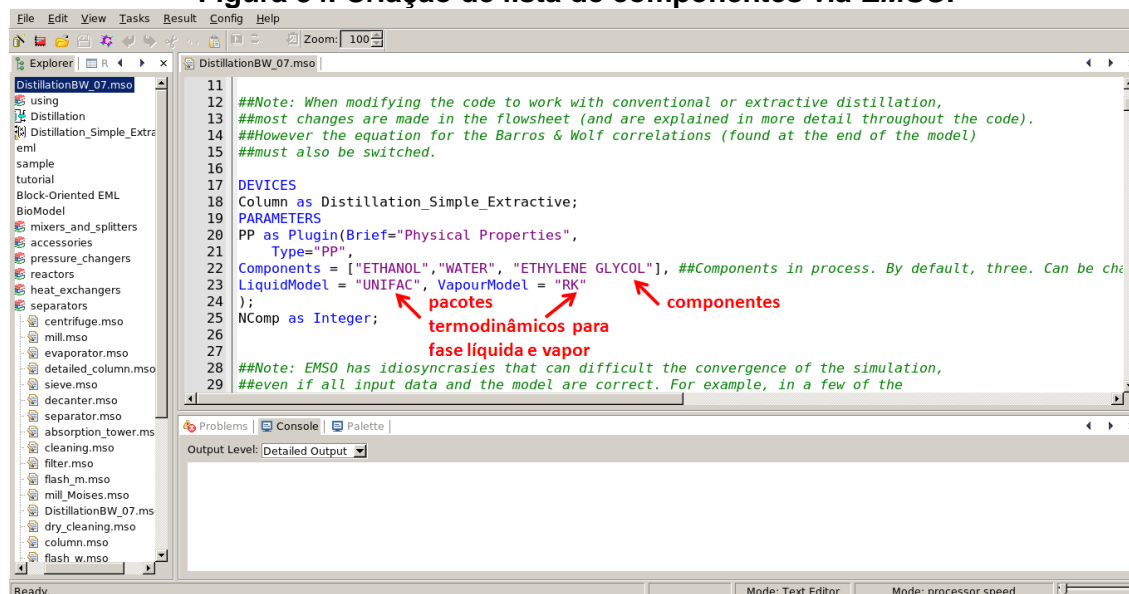 Figura 34. Criação de lista de componentes via EMSO.
File Edit View Tasks Result Config Help
Zoom: 100
Explorer R
DistillationBW_07.mso
DistillationBW_07.mso
using
Distillation
Distillation_Simple_Extra
eml
sample
tutorial
Block-Oriented EML
BioModel
mixers_and_splitters
accessories
pressure_changers
reactors
heat_exchangers
separators
centrifuge.mso
mill.mso
evaporator.mso
detailed_column.mso
sieve.mso
decanter.mso
separator.mso
absorption_tower.ms
cleaning.mso
filter.mso
flash_m.mso
mill_Moises.mso
DistillationBW_07.ms
dry_cleaning.mso
column.mso
flash_w.mso
11
12 ##Note: When modifying the code to work with conventional or extractive distillation,
13 ##most changes are made in the flowsheet (and are explained in more detail throughout the code).
14 ##However the equation for the Barros & Wolf correlations (found at the end of the model)
15 ##must also be switched.
16
17 DEVICES
18 Column as Distillation_Simple_Extractive;
19 PARAMETERS
20 PP as Plugin(Brief="Physical Properties",
21 Type="PP",
22 Components = ["ETHANOL","WATER", "ETHYLENE GLYCOL"], ##Components in process. By default, three. Can be cha
23 LiquidModel = "UNIFAC", VapourModel = "RK"
24 );
25 NComp as Integer;
26
27
28 ##Note: EMSO has idiosyncrasies that can difficult the convergence of the simulation,
29 ##even if all input data and the model are correct. For example, in a few of the
pacotes
termodinâmicos para
fase líquida e vapor
componentes
Problems Console Palette
Output Level: Detailed Output
Ready.
Mode: Text Editor
Mode: processor speed